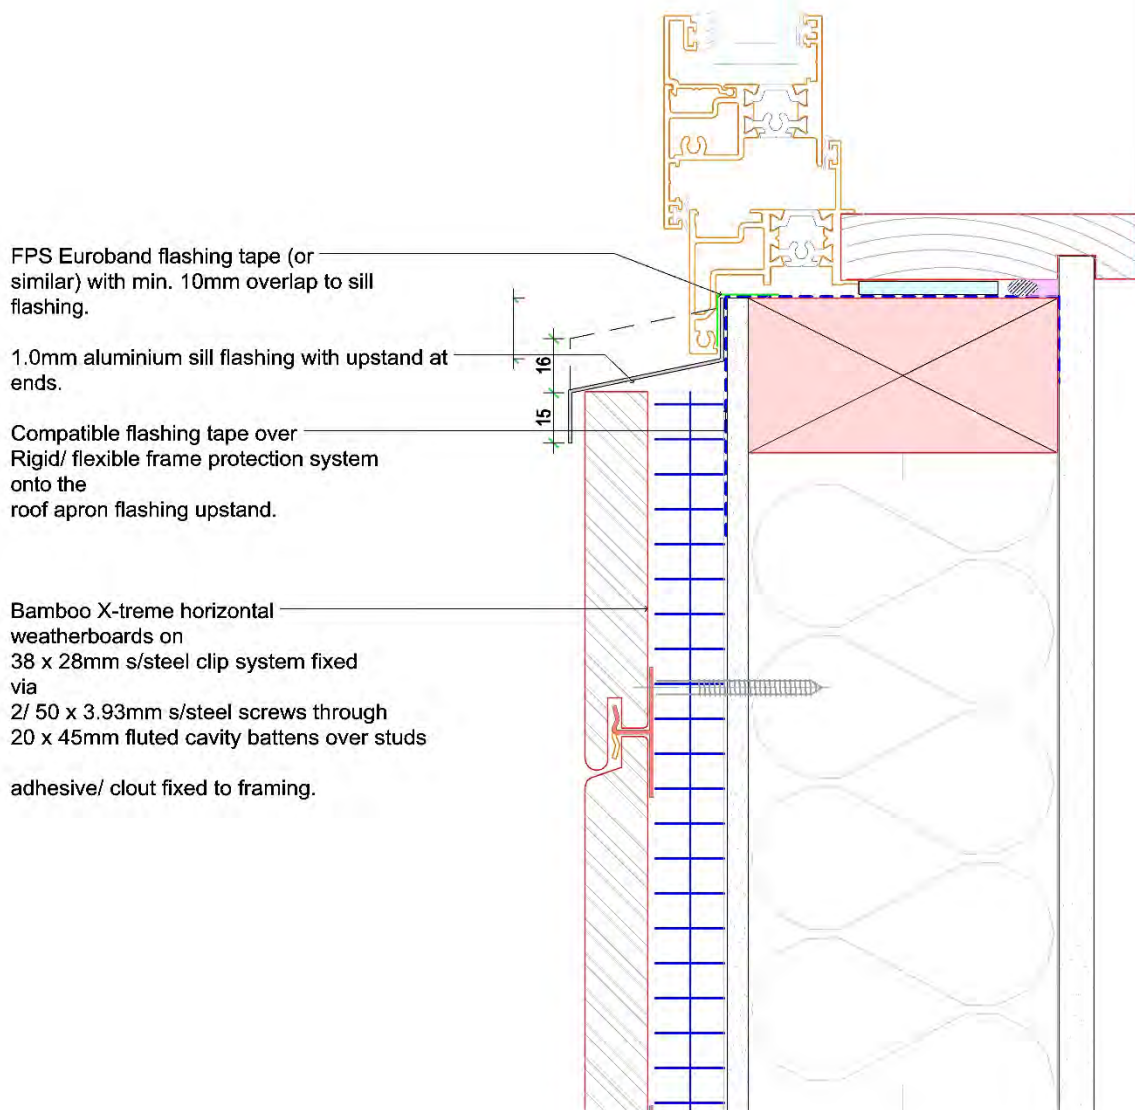 FPS Euroband flashing tape (or
similar) with min. 10mm overlap to sill
flashing.
1.0mm aluminium sill flashing with upstand at
ends.
16
15
Compatible flashing tape over
Rigid/ flexible frame protection system
onto the
roof apron flashing upstand.
Bamboo X-treme horizontal
weatherboards on
38 x 28mm s/steel clip system fixed
via
2/ 50 x 3.93mm s/steel screws through
20 x 45mm fluted cavity battens over studs
adhesive/ clout fixed to framing.